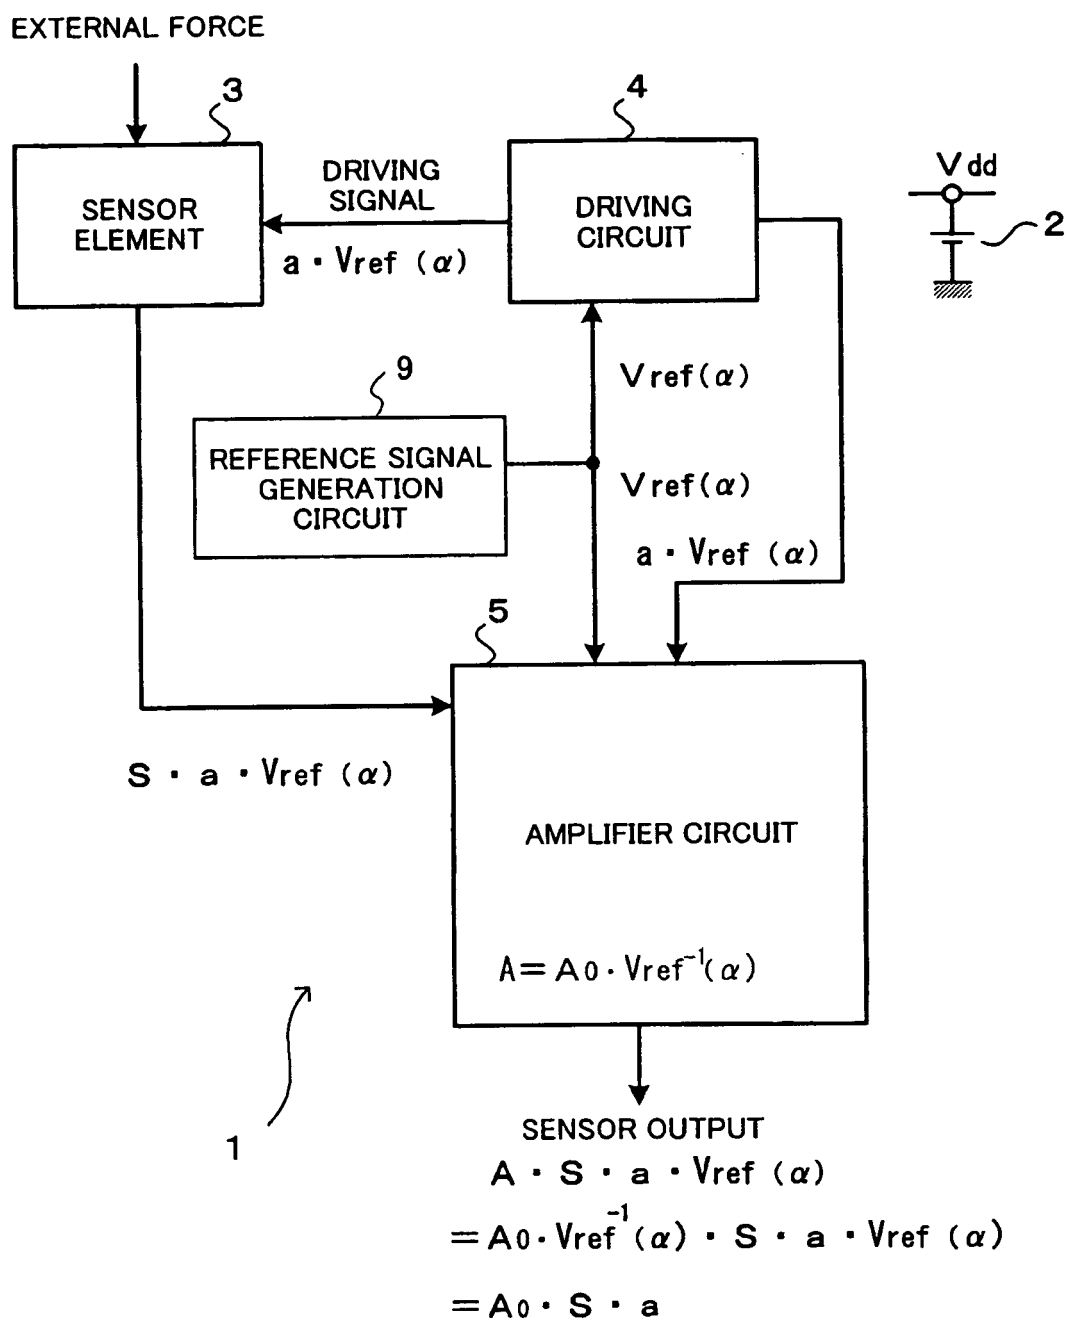 EXTERNAL FORCE
3
4
SENSOR
ELEMENT
DRIVING
SIGNAL
a・Vref (α)
DRIVING
CIRCUIT
Vdd
2
9
Vref(α)
REFERENCE SIGNAL
GENERATION
CIRCUIT
Vref(α)
a・Vref (α)
5
S・a・Vref (α)
AMPLIFIER CIRCUIT
A=A0・Vref⁻¹(α)
1
SENSOR OUTPUT
A・S・a・Vref (α)
=A0・Vref⁻¹(α)・S・a・Vref (α)
=A0・S・a